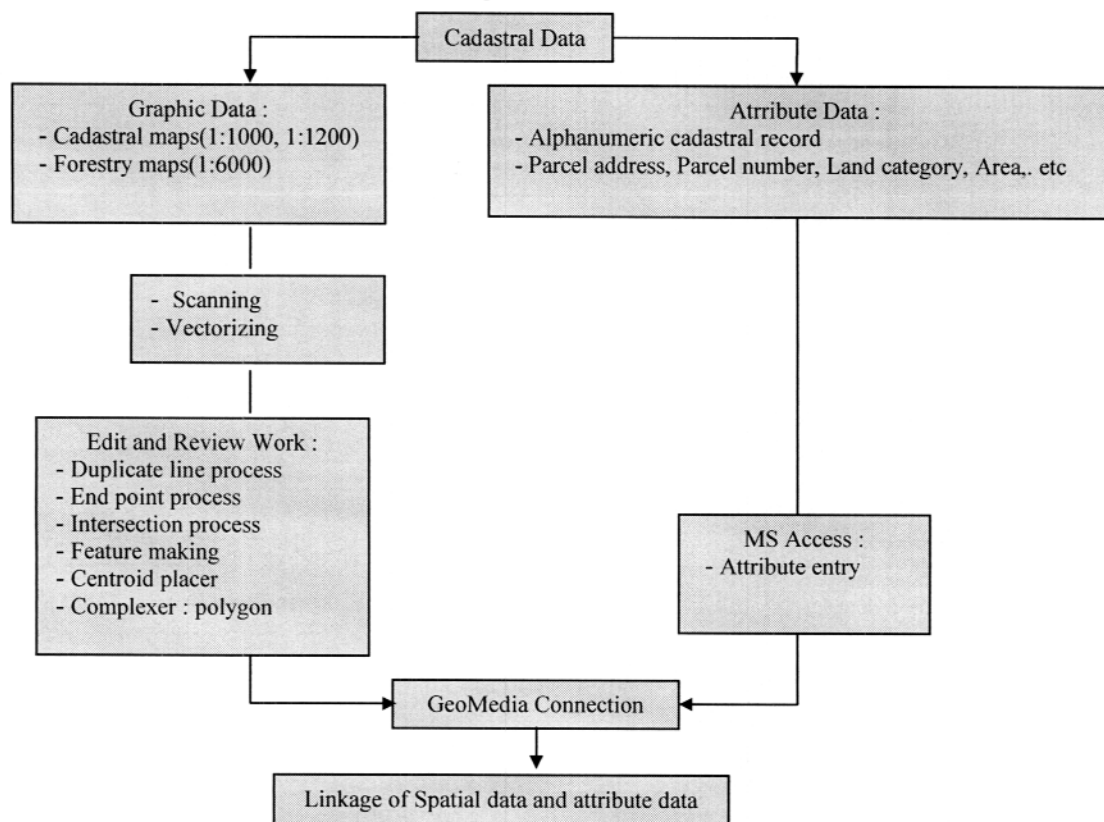 Cadastral Data
Graphic Data :
- Cadastral maps(1:1000, 1:1200)
- Forestry maps(1:6000)
Atrribute Data :
- Alphanumeric cadastral record
- Parcel address, Parcel number, Land category, Area,. etc
- Scanning
- Vectorizing
Edit and Review Work :
- Duplicate line process
- End point process
- Intersection process
- Feature making
- Centroid placer
- Complexer : polygon
MS Access :
- Attribute entry
GeoMedia Connection
Linkage of Spatial data and attribute data